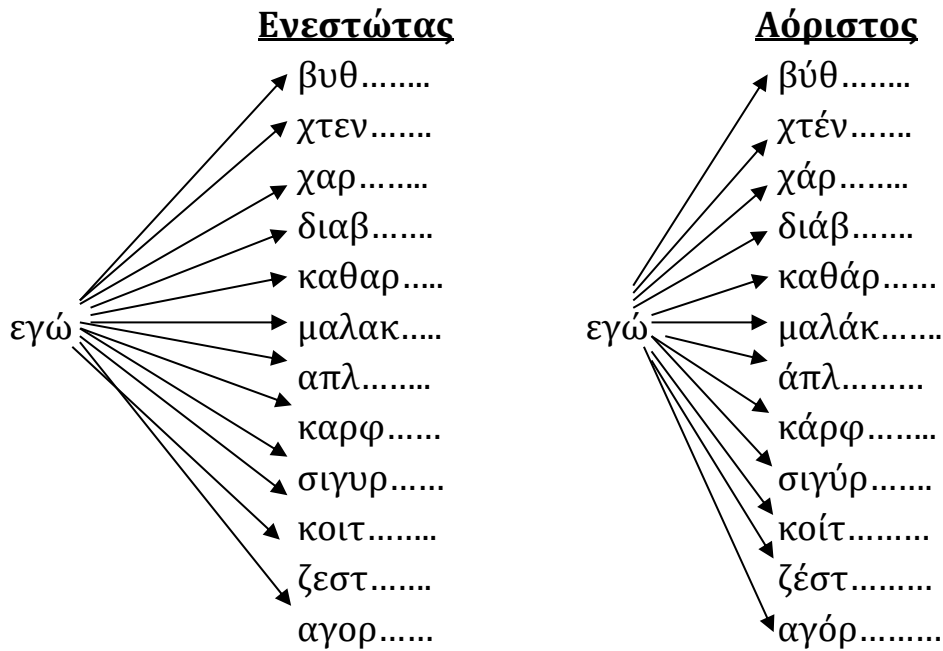 Ενεστώτας Αόριστος
βυθ…….. βύθ……..
χτεν……. χτέν…….
χαρ…….. χάρ……..
διαβ……. διάβ…….
καθαρ….. καθάρ……
εγώ μαλακ….. εγώ μαλάκ…….
απλ…….. άπλ………
καρφ…… κάρφ……..
σιγυρ…… σιγύρ…….
κοιτ…….. κοίτ………
ζεστ……. ζέστ………
αγορ…… αγόρ………